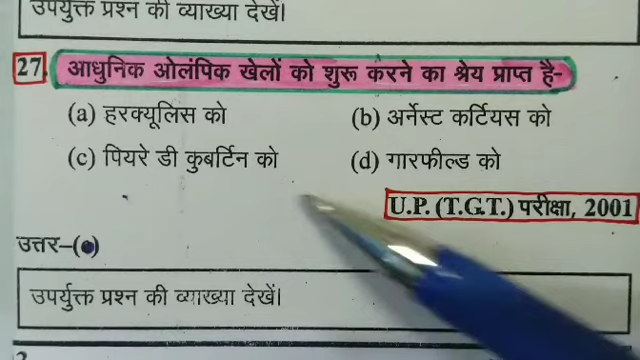 उपर्युक्त प्रश्न की व्याख्या देखें।
27. आधुनिक ओलंपिक खेलों को शुरू करने का श्रेय प्राप्त है-
(a) हरक्यूलिस को (b) अर्नेस्ट कर्टियस को
(c) पियरे डी कुबर्टिन को (d) गारफील्ड को
U.P. (T.G.T.) परीक्षा, 2001
उत्तर–( )
उपर्युक्त प्रश्न की व्याख्या देखें।